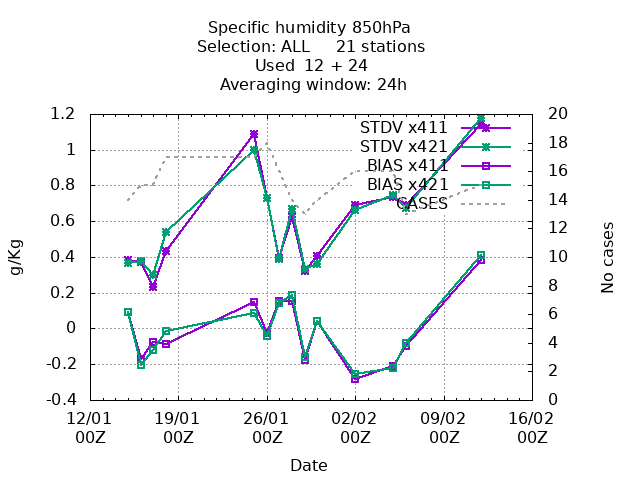 Specific humidity 850hPa
Selection: ALL 21 stations
Used 12 + 24
Averaging window: 24h
1.2
1
0.8
0.6
0.4
0.2
0
-0.2
-0.4
g/Kg
STDV x411
STDV x421
BIAS x411
BIAS x421
CASES
20
18
16
14
12
10
8
6
4
2
0
No cases
12/01 19/01 26/01 02/02 09/02 16/02
00Z 00Z 00Z 00Z 00Z 00Z
Date